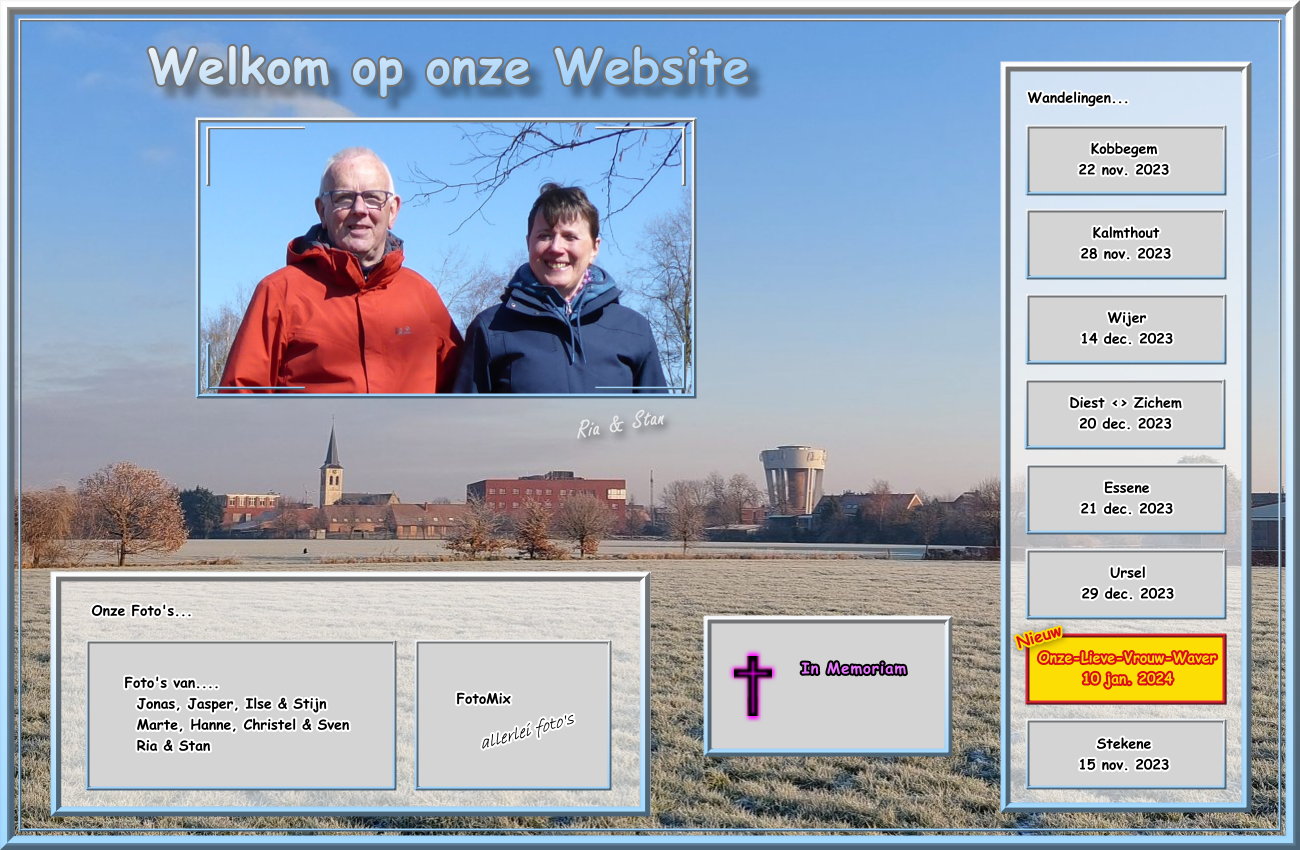 Welkom op onze Website
Ria & Stan
Onze Foto's...
Foto's van....
Jonas, Jasper, Ilse & Stijn
Marte, Hanne, Christel & Sven
Ria & Stan
FotoMix
allerlei foto's
In Memoriam
Wandelingen...
Kobbegem
22 nov. 2023
Kalmthout
28 nov. 2023
Wijer
14 dec. 2023
Diest <> Zichem
20 dec. 2023
Essene
21 dec. 2023
Ursel
29 dec. 2023
Nieuw
Onze-Lieve-Vrouw-Waver
10 jan. 2024
Stekene
15 nov. 2023